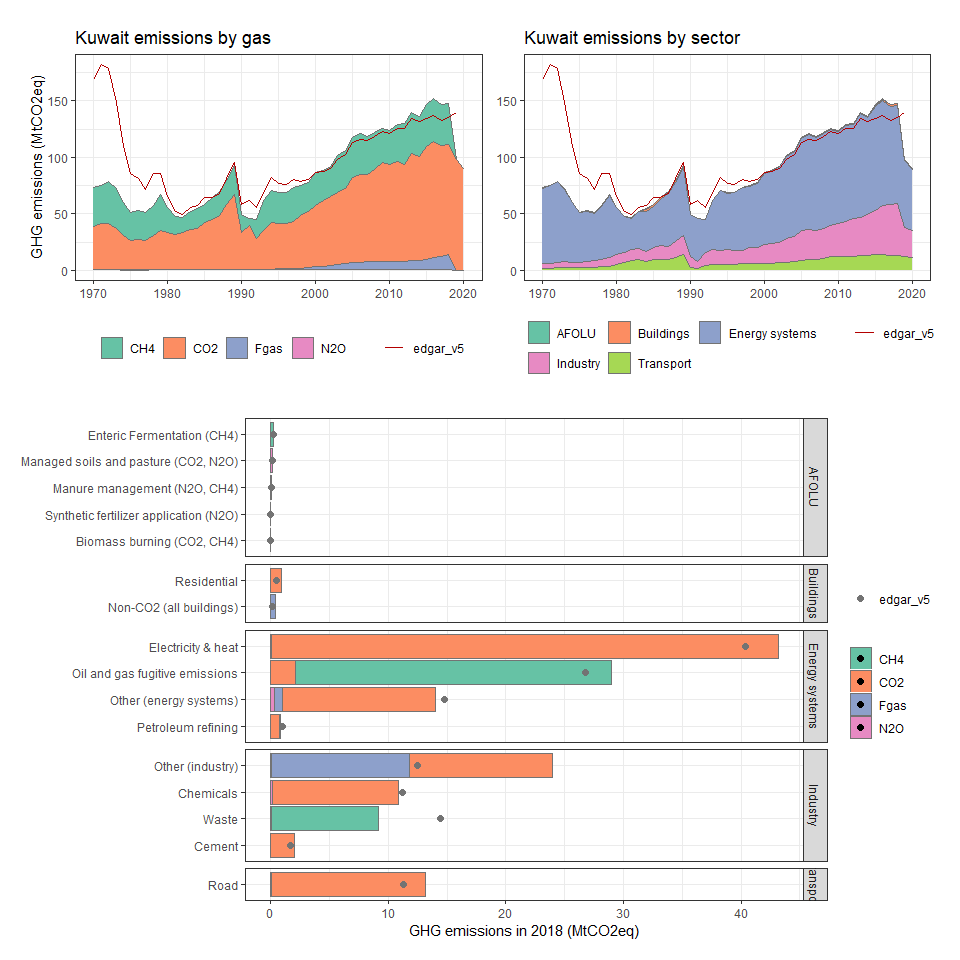 Kuwait emissions by gas
Kuwait emissions by sector
GHG emissions (MtCO2eq)
150
100
50
0
1970 1980 1990 2000 2010 2020
150
100
50
0
1970 1980 1990 2000 2010 2020
CH4 CO2 Fgas N2O edgar_v5
AFOLU Buildings Energy systems edgar_v5
Industry Transport
Enteric Fermentation (CH4)
Managed soils and pasture (CO2, N2O)
Manure management (N2O, CH4)
Synthetic fertilizer application (N2O)
Biomass burning (CO2, CH4)
AFOLU
Residential
Non-CO2 (all buildings)
Buildings
Electricity & heat
Oil and gas fugitive emissions
Other (energy systems)
Petroleum refining
Energy systems
Other (industry)
Chemicals
Waste
Cement
Industry
Road
anspo
0 10 20 30 40
GHG emissions in 2018 (MtCO2eq)
edgar_v5
CH4
CO2
Fgas
N2O